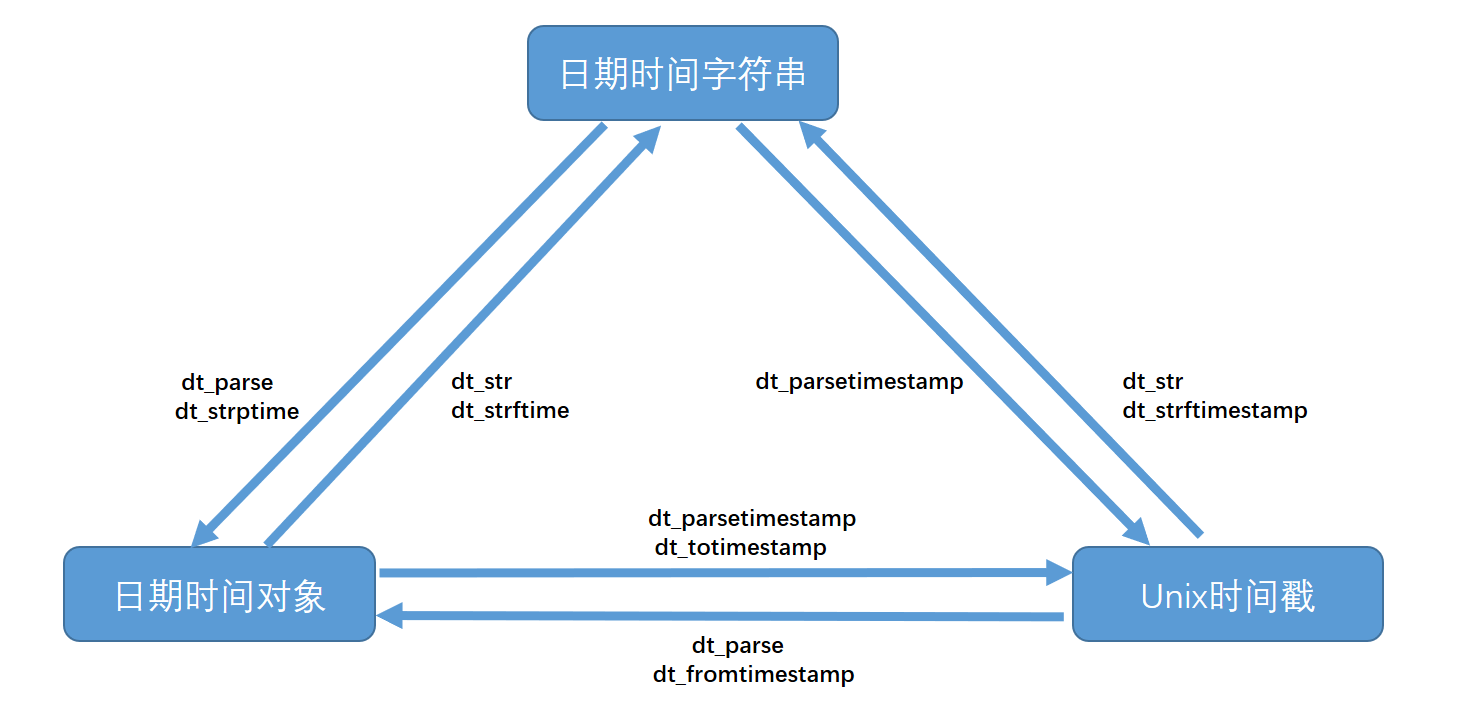 日期时间字符串
dt_parse
dt_strptime
dt_str
dt_strftime
dt_parsetimestamp
dt_str
dt_strftimestamp
dt_parsetimestamp
dt_totimestamp
日期时间对象
Unix时间戳
dt_parse
dt_fromtimestamp